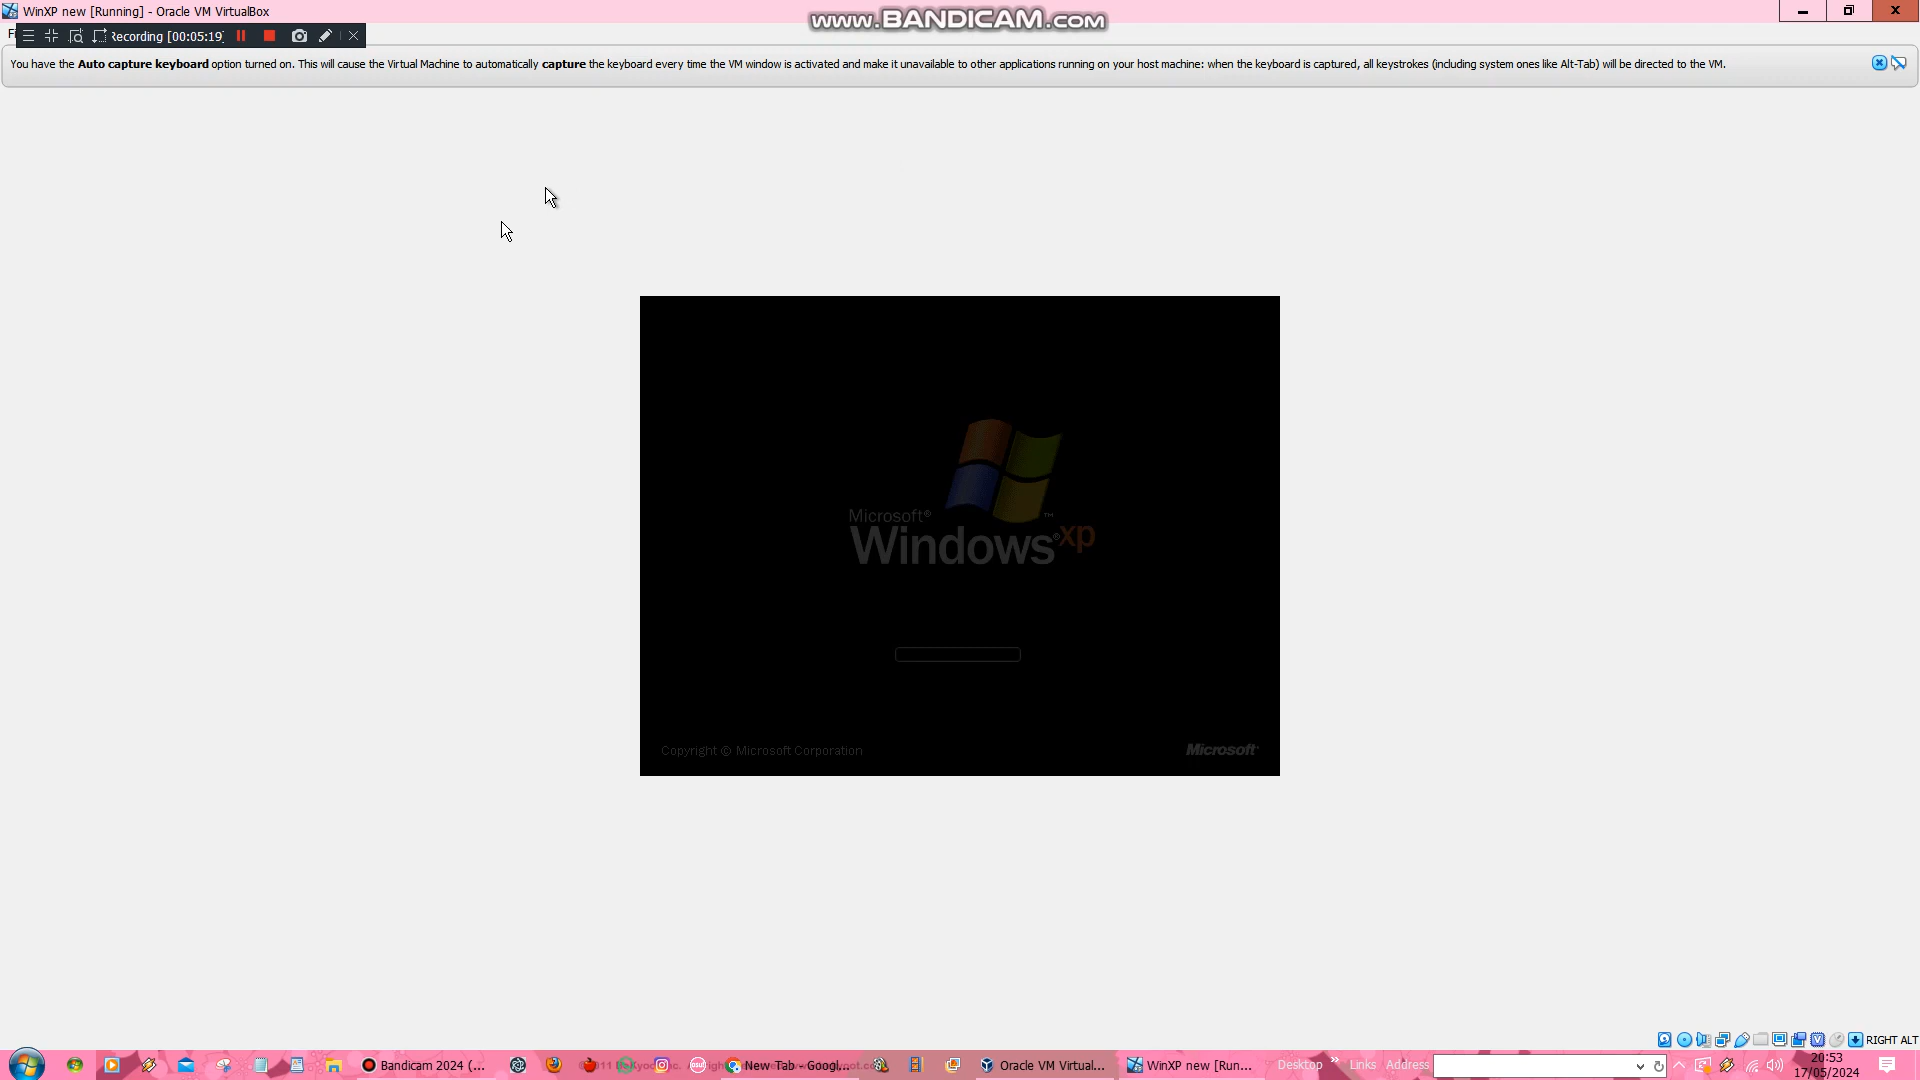 WinXP new [Running] - Oracle VM VirtualBox
www.BANDICAM.com
Recording [00:05:19]
You have the Auto capture keyboard option turned on. This will cause the Virtual Machine to automatically capture the keyboard every time the VM window is activated and make it unavailable to other applications running on your host machine: when the keyboard is captured, all keystrokes (including system ones like Alt-Tab) will be directed to the VM.
Microsoft®
Windows® xp ™
Copyright © Microsoft Corporation
Microsoft®
RIGHT ALT
Bandicam 2024 (...
New Tab - Googl...
Oracle VM Virtual...
WinXP new [Run...
Desktop
Links
Address
20:53
17/05/2024